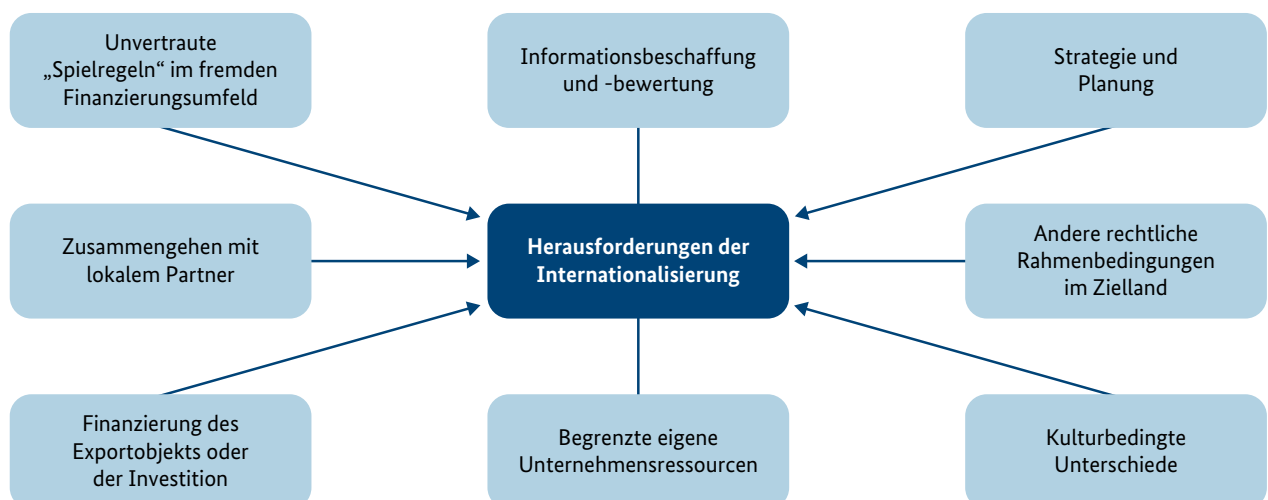 Unvertraute
„Spielregeln“ im fremden
Finanzierungsumfeld
Informationsbeschaffung
und -bewertung
Strategie und
Planung
Zusammengehen mit
lokalem Partner
Herausforderungen der
Internationalisierung
Andere rechtliche
Rahmenbedingungen
im Zielland
Finanzierung des
Exportobjekts oder
der Investition
Begrenzte eigene
Unternehmensressourcen
Kulturbedingte
Unterschiede